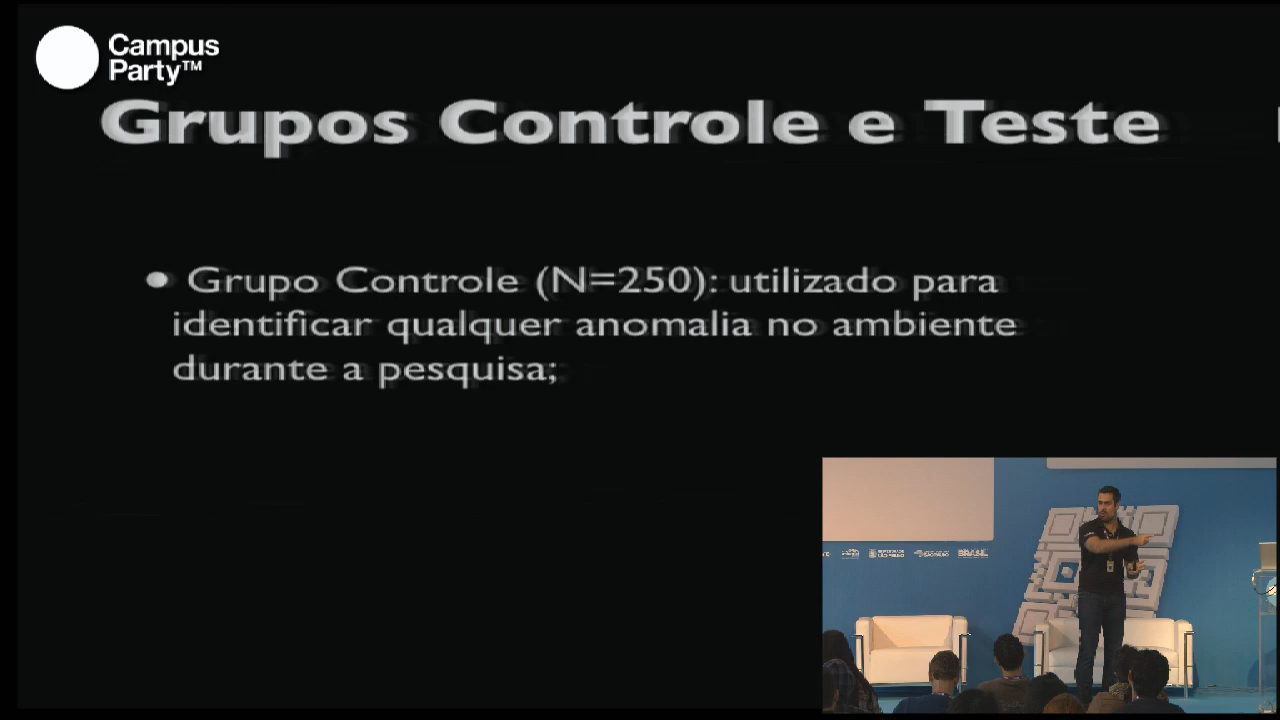 Campus
Party™
Grupos Controle e Teste
• Grupo Controle (N=250): utilizado para
identificar qualquer anomalia no ambiente
durante a pesquisa;
BRASIL